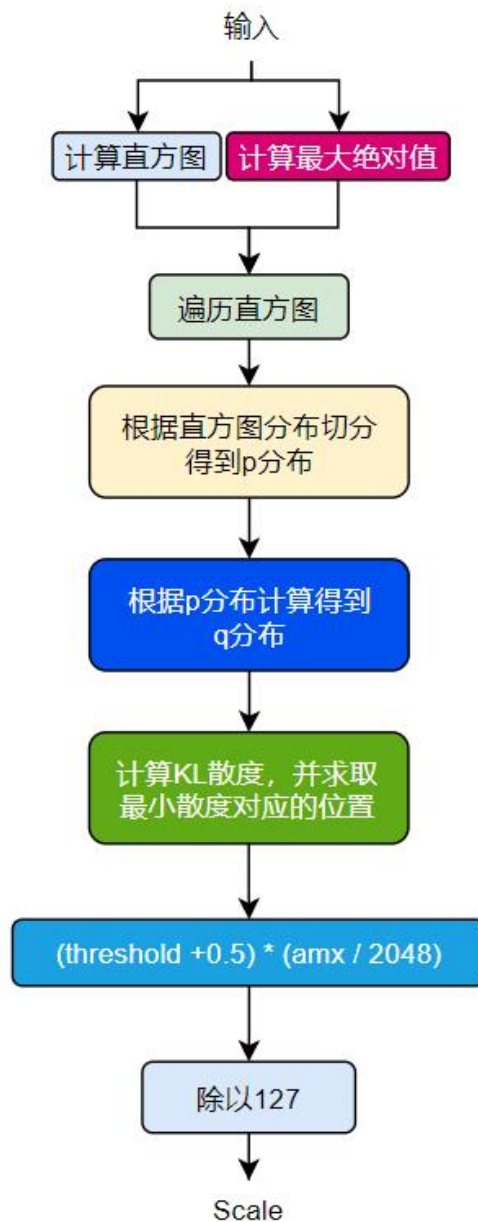 输入
计算直方图
计算最大绝对值
遍历直方图
根据直方图分布切分
得到p分布
根据p分布计算得到
q分布
计算KL散度，并求取
最小散度对应的位置
(threshold +0.5) * (amx / 2048)
除以127
Scale